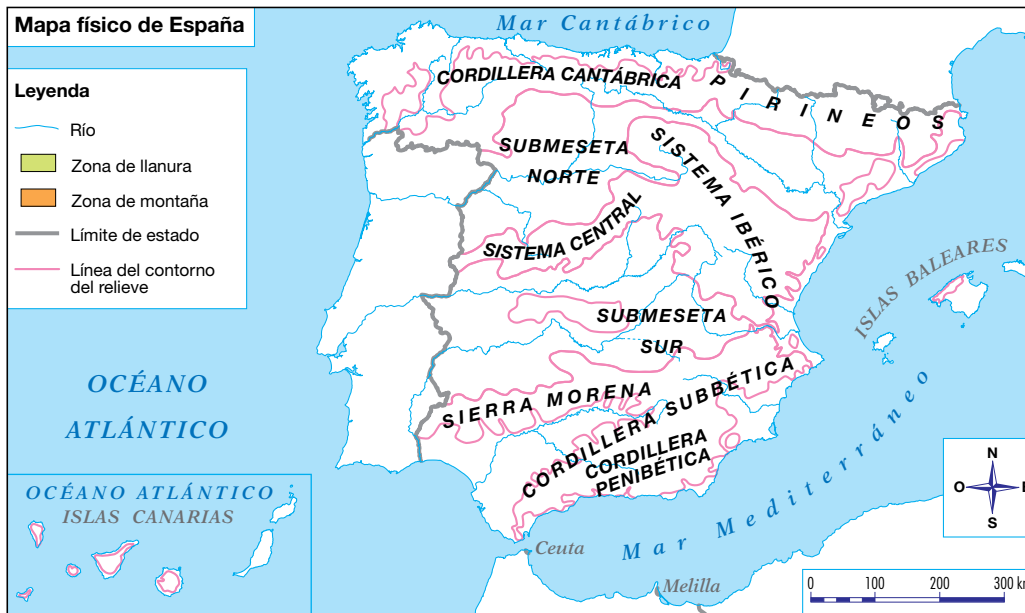 Mapa físico de España
Leyenda
Río
Zona de llanura
Zona de montaña
Límite de estado
Línea del contorno
del relieve
Mar Cantábrico
CORDILLERA CANTÁBRICA
PIRINEOS
SUBMESETA
NORTE
SISTEMA IBÉRICO
SISTEMA CENTRAL
SUBMESETA
SUR
ISLAS BALEARES
SIERRA MORENA
CORDILLERA SUBBÉTICA
CORDILLERA
PENIBÉTICA
OCÉANO
ATLÁNTICO
Mar Mediterráneo
OCÉANO ATLÁNTICO
ISLAS CANARIAS
Ceuta
Melilla
N
O E
S
0 100 200 300 km